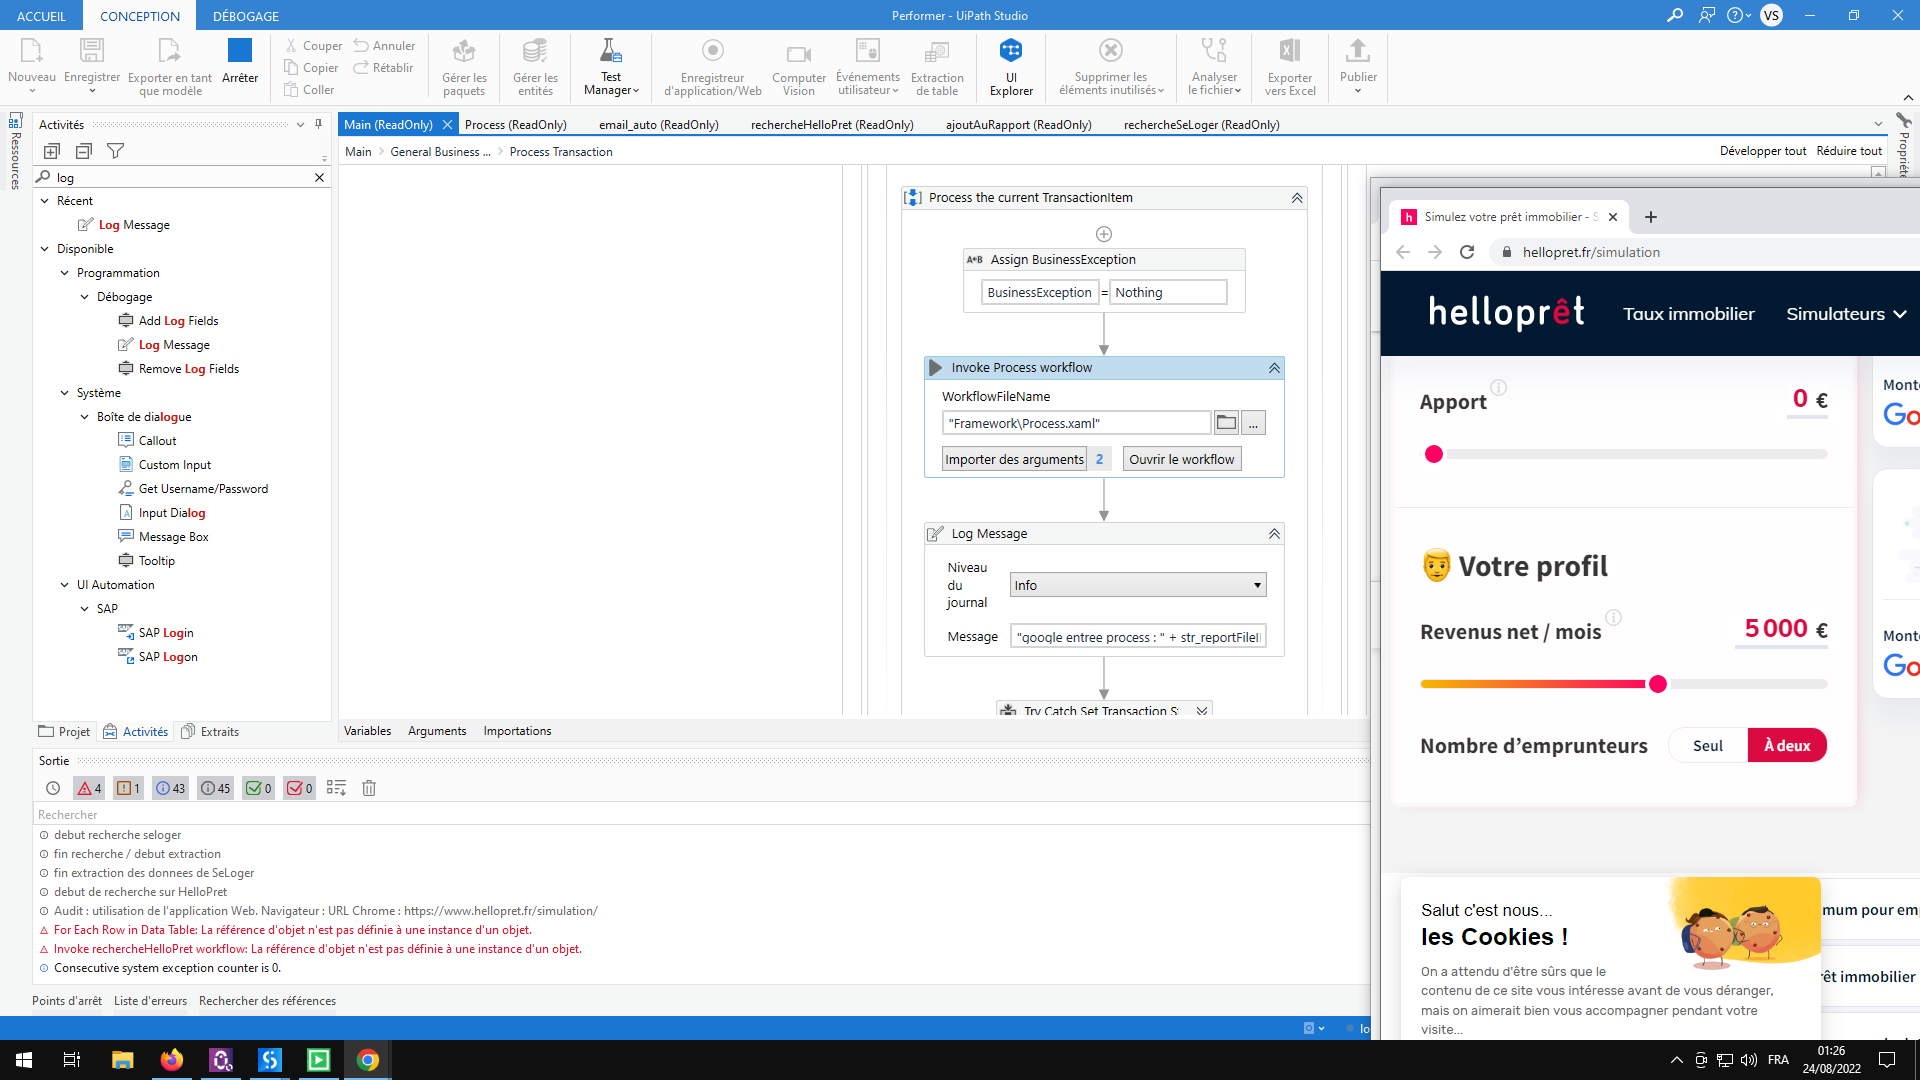 ACCUEIL
CONCEPTION
DÉBOGAGE
Performer - UiPath Studio
VS
Nouveau
Enregistrer
Exporter en tant
que modèle
Arrêter
Couper
Copier
Coller
Annuler
Rétablir
Gérer les
paquets
Gérer les
entités
Test
Manager
Enregistreur
d'application/Web
Computer
Vision
Événements
utilisateur
Extraction
de table
UI
Explorer
Supprimer les
éléments inutilisés
Analyser
le fichier
Exporter
vers Excel
Publier
Ressources
Activités
log
Récent
Log Message
Disponible
Programmation
Débogage
Add Log Fields
Log Message
Remove Log Fields
Système
Boîte de dialogue
Callout
Custom Input
Get Username/Password
Input Dialog
Message Box
Tooltip
UI Automation
SAP
SAP Login
SAP Logon
Projet
Activités
Extraits
Main (ReadOnly)
Process (ReadOnly)
email_auto (ReadOnly)
rechercheHelloPret (ReadOnly)
ajoutAuRapport (ReadOnly)
rechercheSeLoger (ReadOnly)
Main
General Business ...
Process Transaction
Développer tout
Réduire tout
Process the current TransactionItem
A*B Assign BusinessException
BusinessException = Nothing
Invoke Process workflow
WorkflowFileName
"Framework\Process.xaml"
...
Importer des arguments 2
Ouvrir le workflow
Log Message
Niveau
du
journal
Info
Message
"google entree process : " + str_reportFile
Try Catch Set Transaction
Variables
Arguments
Importations
Sortie
4
1
43
45
0
0
Rechercher
debut recherche seloger
fin recherche / debut extraction
fin extraction des donnees de SeLoger
debut de recherche sur HelloPret
Audit : utilisation de l'application Web. Navigateur : URL Chrome : https://www.hellopret.fr/simulation/
For Each Row in Data Table: La référence d'objet n'est pas définie à une instance d'un objet.
Invoke rechercheHelloPret workflow: La référence d'objet n'est pas définie à une instance d'un objet.
Consecutive system exception counter is 0.
Points d'arrêt
Liste d'erreurs
Rechercher des références
lo
Propriété
h
Simulez votre prêt immobilier - S
hellopret.fr/simulation
helloprêt
Taux immobilier
Simulateurs
Apport
0 €
Votre profil
Revenus net / mois
5 000 €
Nombre d'emprunteurs
Seul
À deux
Monte
Go
Monte
Go
mum pour emp
rêt immobilier
Salut c'est nous...
les Cookies !
On a attendu d'être sûrs que le
contenu de ce site vous intéresse avant de vous déranger,
mais on aimerait bien vous accompagner pendant votre
visite...
FRA
01:26
24/08/2022